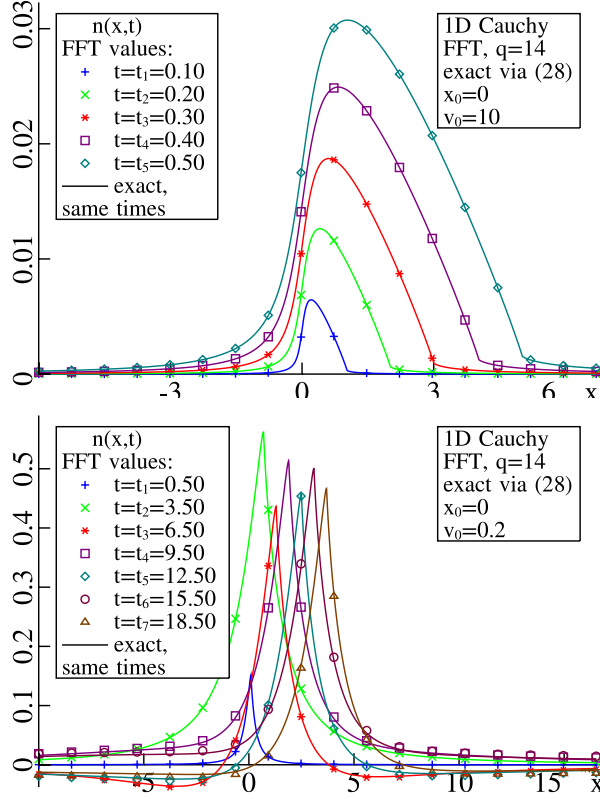 0.03
0.02
0.01
0
n(x,t)
FFT values:
t=t₁=0.10
t=t₂=0.20
t=t₃=0.30
t=t₄=0.40
t=t₅=0.50
exact,
same times
1D Cauchy
FFT, q=14
exact via (28)
x₀=0
v₀=10
-3 0 3 6 x
0.5
0.4
0.3
0.2
0.1
0
n(x,t)
FFT values:
t=t₁=0.50
t=t₂=3.50
t=t₃=6.50
t=t₄=9.50
t=t₅=12.50
t=t₆=15.50
t=t₇=18.50
exact,
same times
1D Cauchy
FFT, q=14
exact via (28)
x₀=0
v₀=0.2
-5 0 5 10 15 x